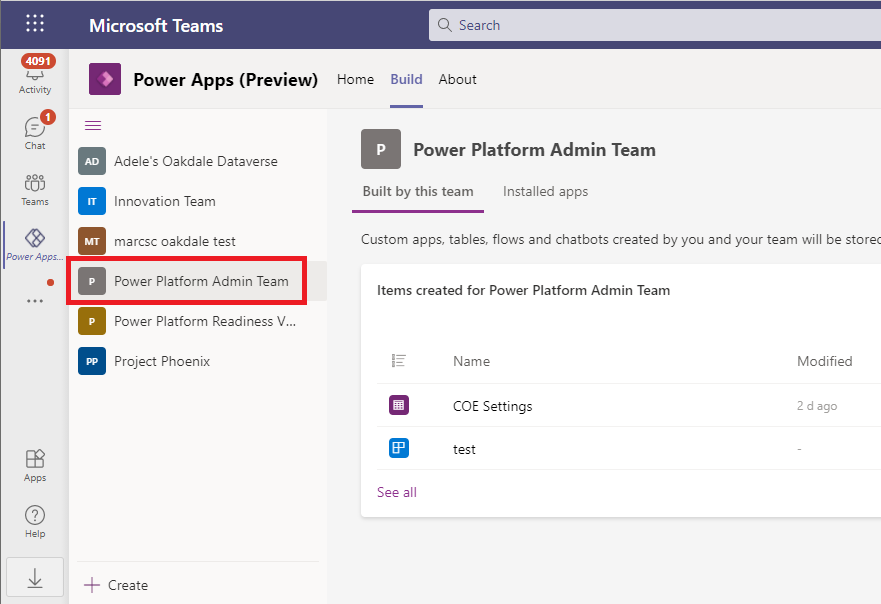 Microsoft Teams
Search
4091
Activity
1
Chat
Teams
Power Apps...
Apps
Help
Power Apps (Preview)
Home
Build
About
AD
Adele's Oakdale Dataverse
IT
Innovation Team
MT
marcsc oakdale test
P
Power Platform Admin Team
P
Power Platform Readiness V...
PP
Project Phoenix
Create
P
Power Platform Admin Team
Built by this team
Installed apps
Custom apps, tables, flows and chatbots created by you and your team will be stored
Items created for Power Platform Admin Team
Name
Modified
COE Settings
2 d ago
test
-
See all